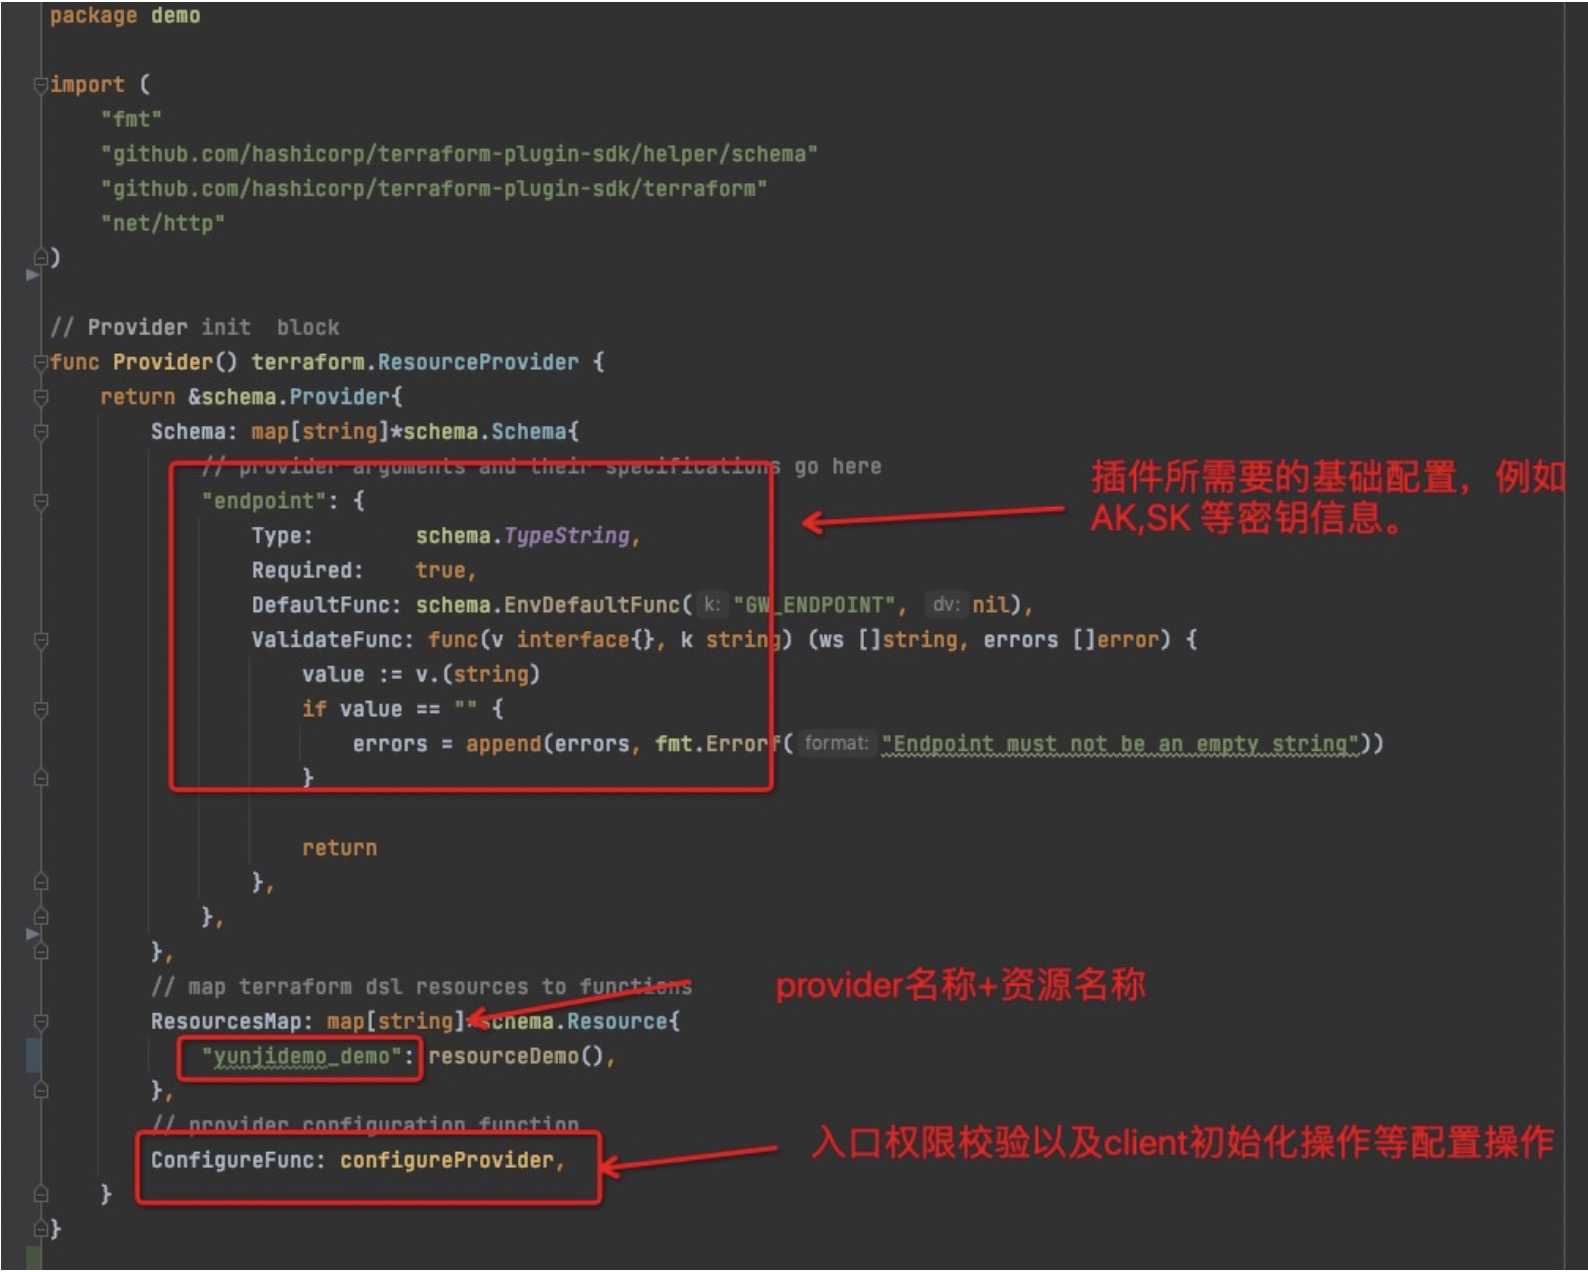 package demo
import (
"fmt"
"github.com/hashicorp/terraform-plugin-sdk/helper/schema"
"github.com/hashicorp/terraform-plugin-sdk/terraform"
"net/http"
)
// Provider init  block
func Provider() terraform.ResourceProvider {
return &schema.Provider{
Schema: map[string]*schema.Schema{
// provider arguments and their specifications go here
"endpoint": {
插件所需要的基础配置，例如
AK,SK 等密钥信息。
Type:        schema.TypeString,
Required:    true,
DefaultFunc: schema.EnvDefaultFunc( k: "GW_ENDPOINT",  dv: nil),
ValidateFunc: func(v interface{}, k string) (ws []string, errors []error) {
value := v.(string)
if value == "" {
errors = append(errors, fmt.Errorf( format: "Endpoint must not be an empty string"))
}
return
},
},
},
// map terraform dsl resources to functions
provider名称+资源名称
ResourcesMap: map[string]*schema.Resource{
"yunjidemo_demo": resourceDemo(),
},
// provider configuration function
入口权限校验以及client初始化操作等配置操作
ConfigureFunc: configureProvider,
}
}